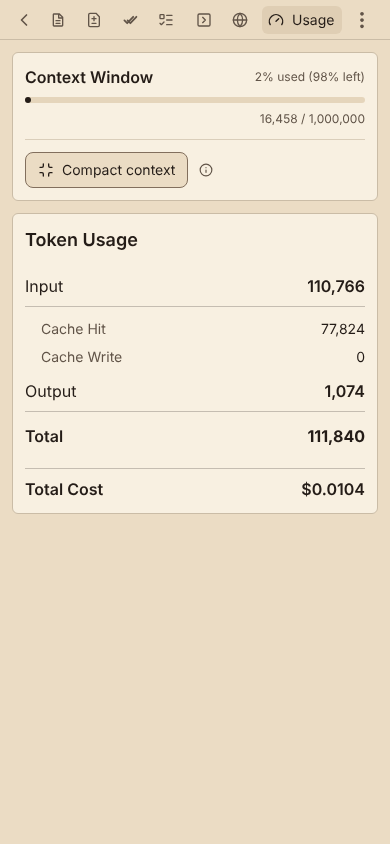 Usage
Context Window
2% used (98% left)
16,458 / 1,000,000
Compact context
Token Usage
Input 110,766
Cache Hit 77,824
Cache Write 0
Output 1,074
Total 111,840
Total Cost $0.0104